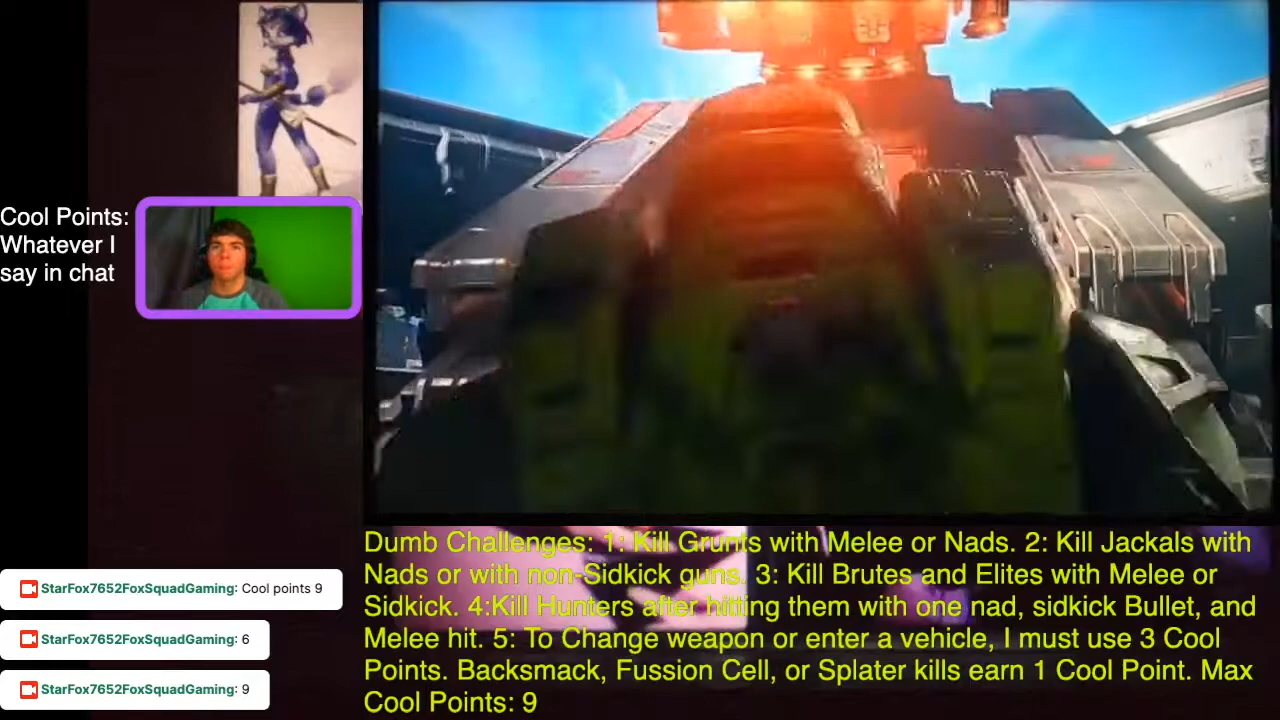 Cool Points:
Whatever I
say in chat
StarFox7652FoxSquadGaming: Cool points 9
StarFox7652FoxSquadGaming: 6
StarFox7652FoxSquadGaming: 9
Dumb Challenges: 1: Kill Grunts with Melee or Nads. 2: Kill Jackals with
Nads or with non-Sidkick guns. 3: Kill Brutes and Elites with Melee or
Sidkick. 4:Kill Hunters after hitting them with one nad, sidkick Bullet, and
Melee hit. 5: To Change weapon or enter a vehicle, I must use 3 Cool
Points. Backsmack, Fussion Cell, or Splater kills earn 1 Cool Point. Max
Cool Points: 9